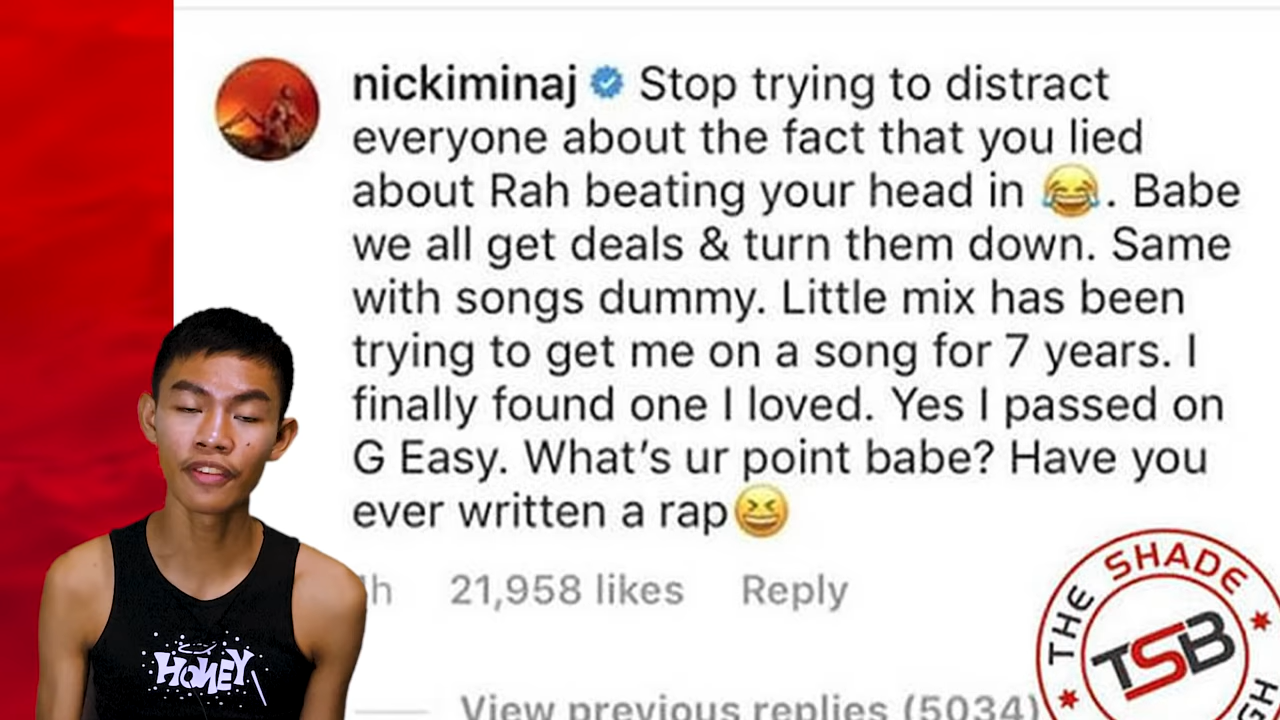 nickiminaj Stop trying to distract
everyone about the fact that you lied
about Rah beating your head in 😂. Babe
we all get deals & turn them down. Same
with songs dummy. Little mix has been
trying to get me on a song for 7 years. I
finally found one I loved. Yes I passed on
G Easy. What's ur point babe? Have you
ever written a rap😆
h 21,958 likes Reply
View previous replies (5034)
HONEY
THE SHADE
TSB